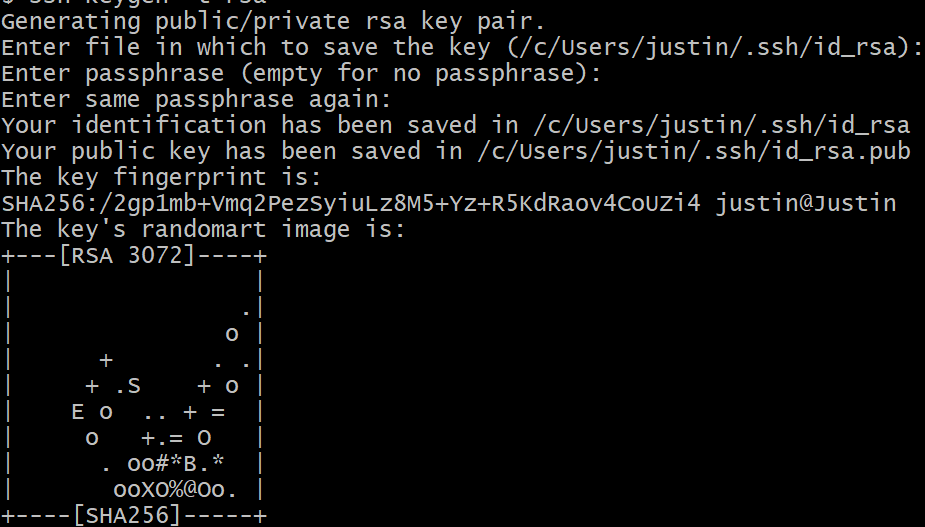 $ ssh-keygen -t rsa
Generating public/private rsa key pair.
Enter file in which to save the key (/c/Users/justin/.ssh/id_rsa):
Enter passphrase (empty for no passphrase):
Enter same passphrase again:
Your identification has been saved in /c/Users/justin/.ssh/id_rsa
Your public key has been saved in /c/Users/justin/.ssh/id_rsa.pub
The key fingerprint is:
SHA256:/2gp1mb+Vmq2PezSyiuLz8M5+Yz+R5KdRaov4CoUZi4 justin@Justin
The key's randomart image is:
+---[RSA 3072]----+
|                 |
|                .|
|               o |
|      +       . .|
|     + .S    + o |
|    E o  .. + =  |
|     o   +.= O   |
|      . oo#*B.*  |
|       ooXO%@Oo. |
+----[SHA256]-----+